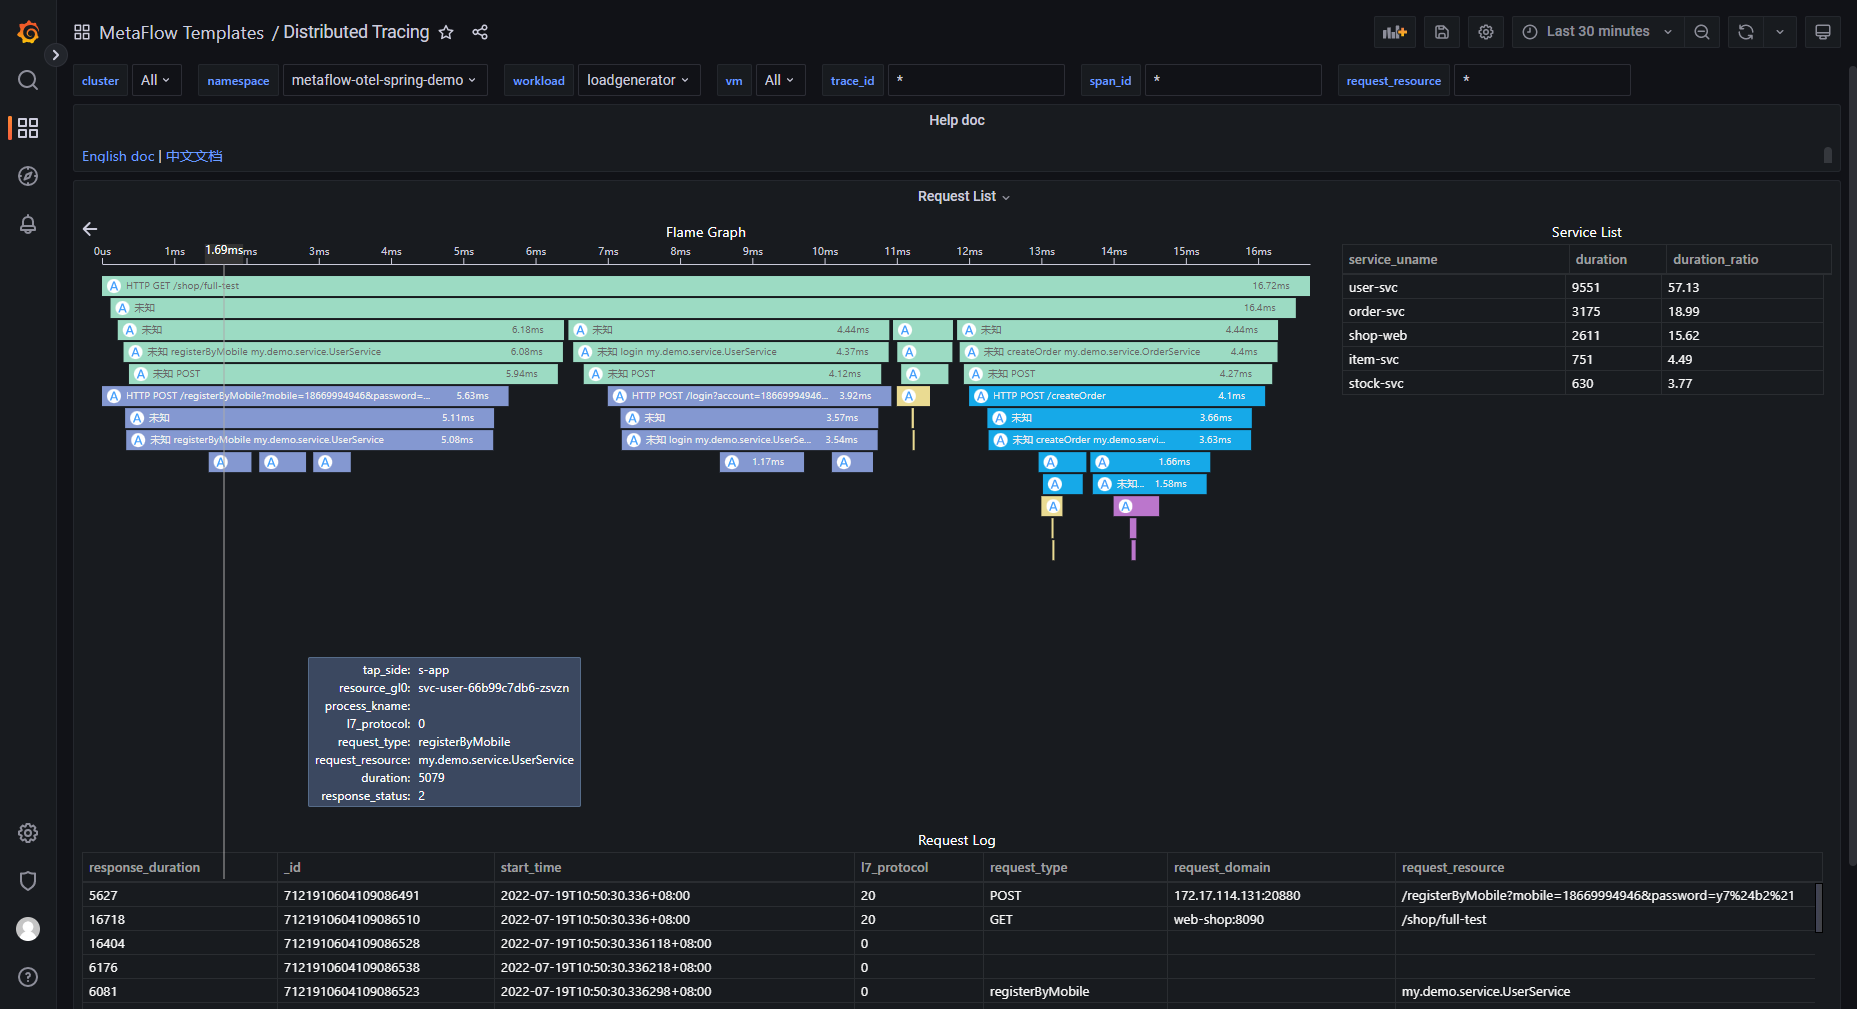 MetaFlow Templates / Distributed Tracing
Last 30 minutes
cluster All namespace metaflow-otel-spring-demo workload loadgenerator vm All trace_id * span_id * request_resource *
Help doc
English doc | 中文文档
Request List
Flame Graph
0us 1ms 1.69ms ms 3ms 4ms 5ms 6ms 7ms 8ms 9ms 10ms 11ms 12ms 13ms 14ms 15ms 16ms
A HTTP GET /shop/full-test 16.72ms
A 未知 16.4ms
A 未知 6.18ms A 未知 4.44ms A A 未知 4.44ms
A 未知 registerByMobile my.demo.service.UserService 6.08ms A 未知 login my.demo.service.UserService 4.37ms A A 未知 createOrder my.demo.service.OrderService 4.4ms
A 未知 POST 5.94ms A 未知 POST 4.12ms A A 未知 POST 4.27ms
A HTTP POST /registerByMobile?mobile=18669994946&password=... 5.63ms A HTTP POST /login?account=18669994946... 3.92ms A A HTTP POST /createOrder 4.1ms
A 未知 5.11ms A 未知 3.57ms A 未知 3.66ms
A 未知 registerByMobile my.demo.service.UserService 5.08ms A 未知 login my.demo.service.UserSe... 3.54ms A 未知 createOrder my.demo.servi... 3.63ms
A A A A 1.17ms A A A 1.66ms
A A 未知... 1.58ms
A A
Service List
service_uname duration duration_ratio
user-svc 9551 57.13
order-svc 3175 18.99
shop-web 2611 15.62
item-svc 751 4.49
stock-svc 630 3.77
tap_side: s-app
resource_gl0: svc-user-66b99c7db6-zsvzn
process_kname:
l7_protocol: 0
request_type: registerByMobile
request_resource: my.demo.service.UserService
duration: 5079
response_status: 2
Request Log
response_duration _id start_time l7_protocol request_type request_domain request_resource
5627 7121910604109086491 2022-07-19T10:50:30.336+08:00 20 POST 172.17.114.131:20880 /registerByMobile?mobile=18669994946&password=y7%24b2%21
16718 7121910604109086510 2022-07-19T10:50:30.336+08:00 20 GET web-shop:8090 /shop/full-test
16404 7121910604109086528 2022-07-19T10:50:30.336118+08:00 0
6176 7121910604109086538 2022-07-19T10:50:30.336218+08:00 0
6081 7121910604109086523 2022-07-19T10:50:30.336298+08:00 0 registerByMobile my.demo.service.UserService